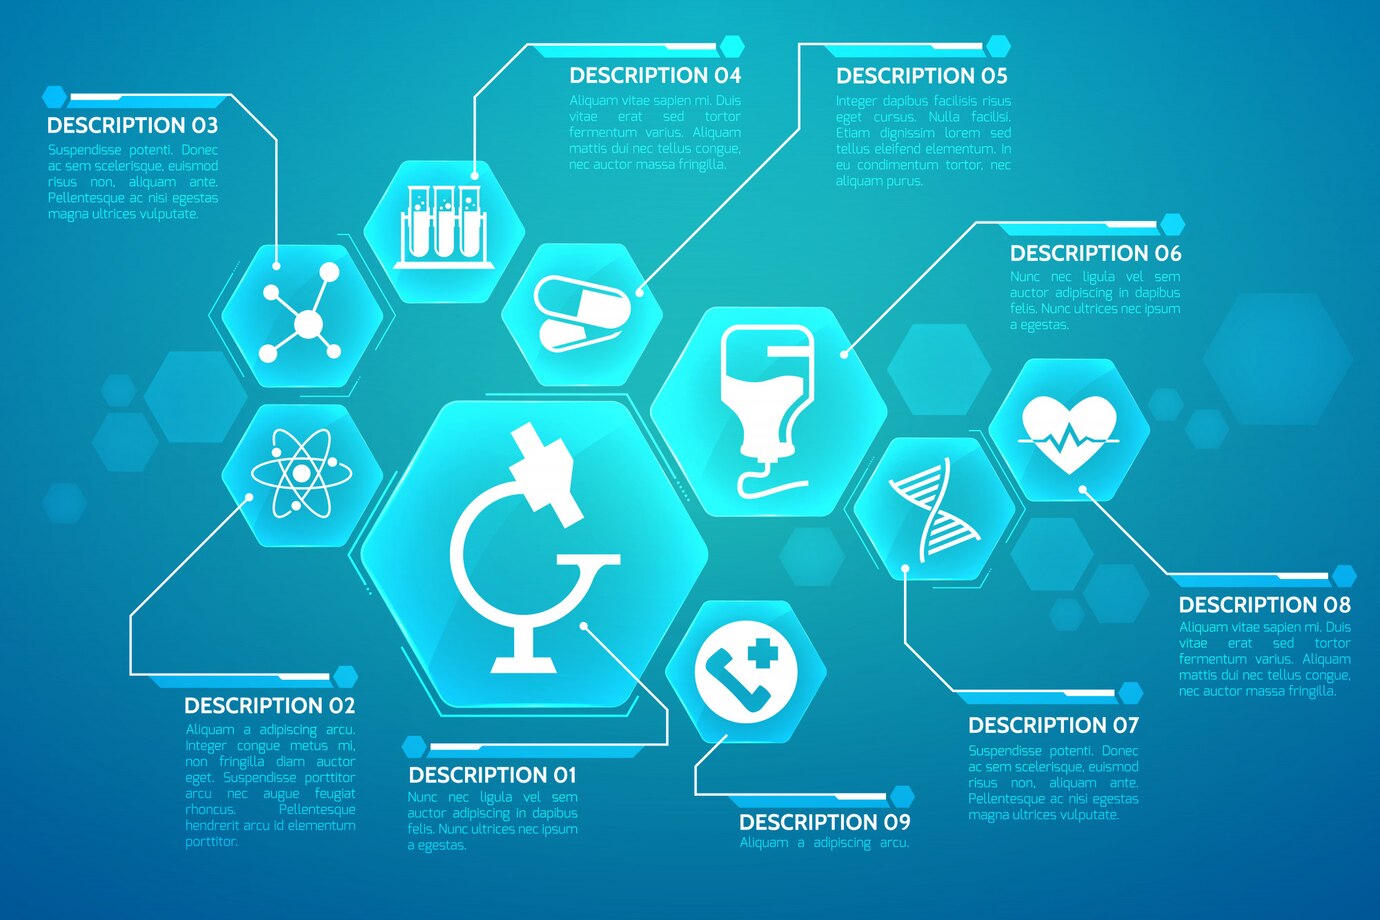 DESCRIPTION 03
Suspendisse potenti. Donec
ac sem scelerisque, euismod
risus non, aliquam ante.
Pellentesque ac nisi egestas
magna ultrices vulputate.
DESCRIPTION 04
Aliquam vitae sapien mi. Duis
vitae erat sed tortor
fermentum varius. Aliquam
mattis dui nec tellus congue,
nec auctor massa fringilla.
DESCRIPTION 05
Integer dapibus facilisis risus
eget cursus. Nulla facilisi.
Etiam dignissim lorem sed
tellus eleifend elementum. In
eu condimentum tortor, nec
aliquam purus.
DESCRIPTION 06
Nunc nec ligula vel sem
auctor adipiscing in dapibus
felis. Nunc ultrices nec ipsum
a egestas.
DESCRIPTION 08
Aliquam vitae sapien mi. Duis
vitae erat sed tortor
fermentum varius. Aliquam
mattis dui nec tellus congue,
nec auctor massa fringilla.
DESCRIPTION 02
Aliquam a adipiscing arcu.
Integer congue metus mi,
non fringilla diam auctor
eget. Suspendisse porttitor
arcu nec augue feugiat
rhoncus. Pellentesque
hendrerit arcu id elementum
porttitor.
DESCRIPTION 01
Nunc nec ligula vel sem
auctor adipiscing in dapibus
felis. Nunc ultrices nec ipsum
a egestas.
DESCRIPTION 09
Aliquam a adipiscing arcu.
DESCRIPTION 07
Suspendisse potenti. Donec
ac sem scelerisque, euismod
risus non, aliquam ante.
Pellentesque ac nisi egestas
magna ultrices vulputate.